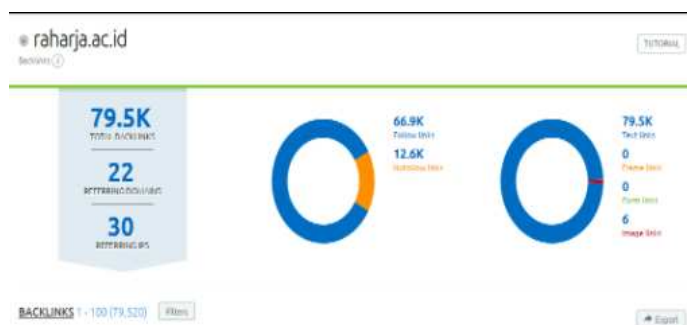 raharja.ac.id
TUTORIAL
Backlinks
79.5K
TOTAL BACKLINKS
22
REFERRING DOMAINS
30
REFERRING IPS
66.9K
Follow links
12.6K
Nofollow links
79.5K
Text links
0
Frame links
0
Form links
6
Image links
BACKLINKS 1 - 100 (79,520) Filters
Export